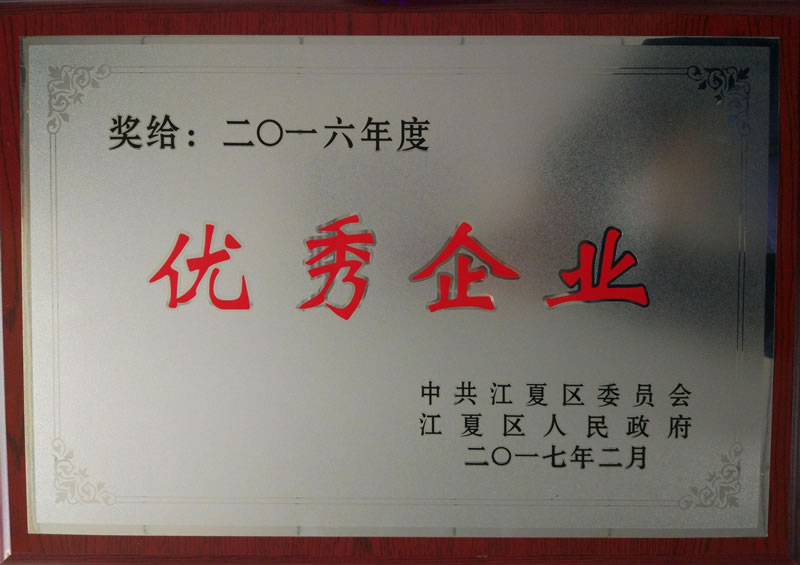 奖给：二〇一六年度
优秀企业
中共江夏区委员会
江夏区人民政府
二〇一七年二月